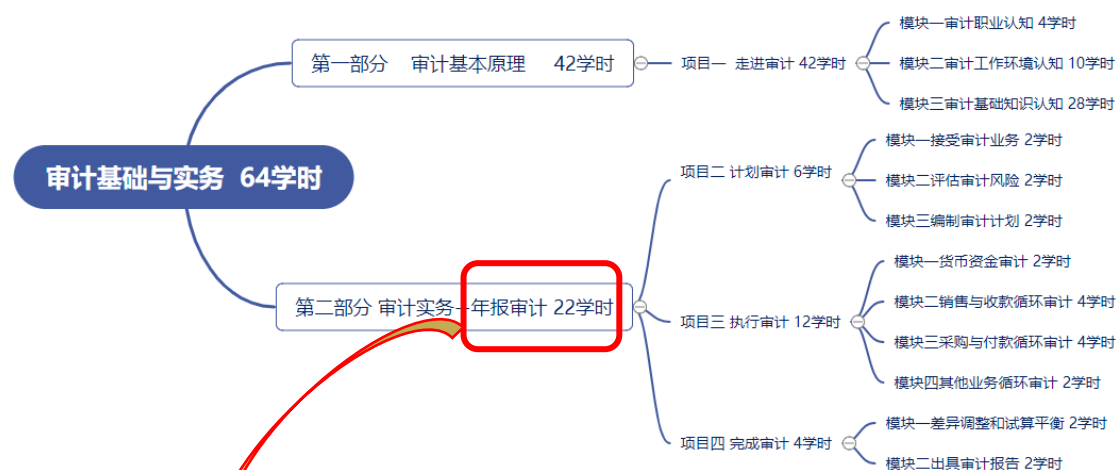 审计基础与实务 64学时
第一部分 审计基本原理 42学时
项目一 走进审计 42学时
模块一审计职业认知 4学时
模块二审计工作环境认知 10学时
模块三审计基础知识认知 28学时
第二部分 审计实务--年报审计 22学时
项目二 计划审计 6学时
模块一接受审计业务 2学时
模块二评估审计风险 2学时
模块三编制审计计划 2学时
项目三 执行审计 12学时
模块一货币资金审计 2学时
模块二销售与收款循环审计 4学时
模块三采购与付款循环审计 4学时
模块四其他业务循环审计 2学时
项目四 完成审计 4学时
模块一差异调整和试算平衡 2学时
模块二出具审计报告 2学时